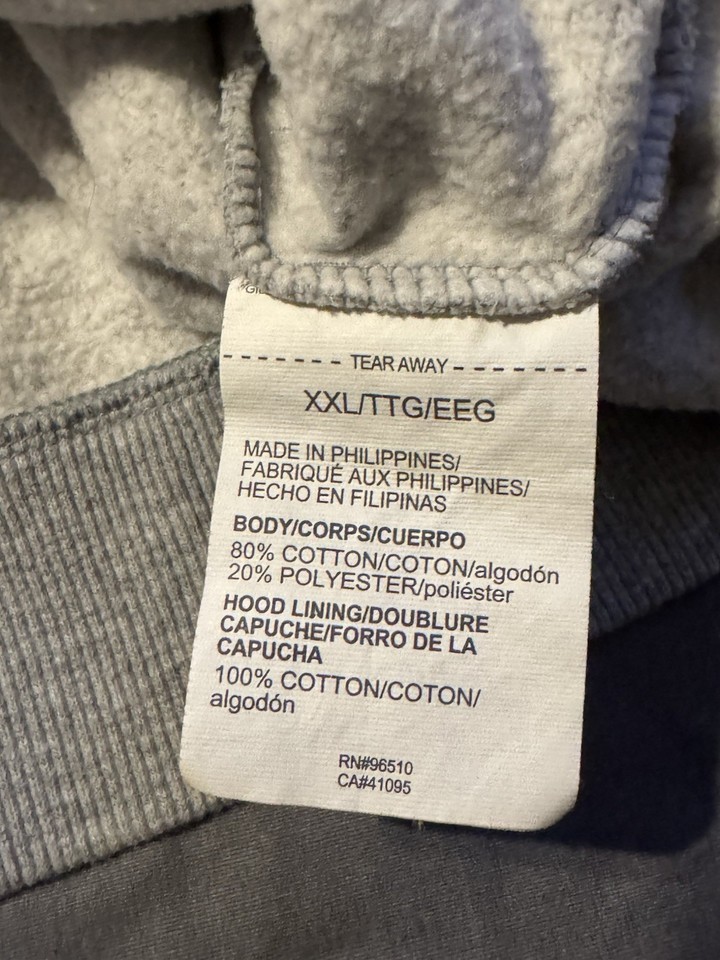 TEAR AWAY
XXL/TTG/EEG
MADE IN PHILIPPINES/
FABRIQUÉ AUX PHILIPPINES/
HECHO EN FILIPINAS
BODY/CORPS/CUERPO
80% COTTON/COTON/algodón
20% POLYESTER/poliéster
HOOD LINING/DOUBLURE
CAPUCHE/FORRO DE LA
CAPUCHA
100% COTTON/COTON/
algodón
RN#96510
CA#41095